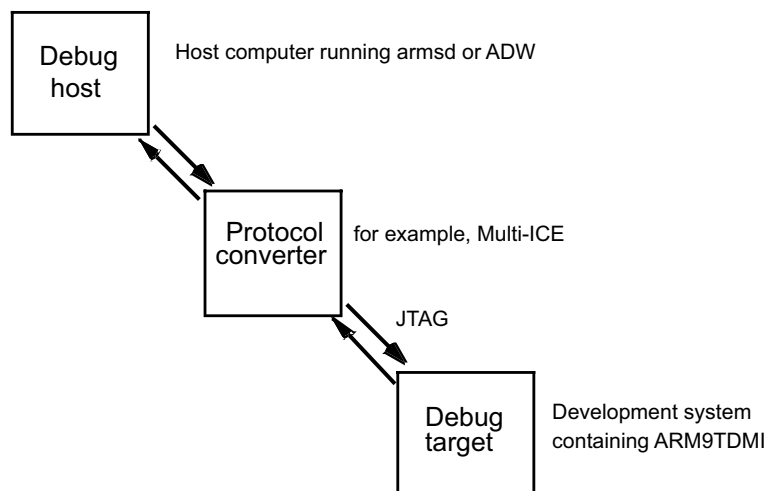 Debug
host
Host computer running armsd or ADW
Protocol
converter
for example, Multi-ICE
JTAG
Debug
target
Development system
containing ARM9TDMI